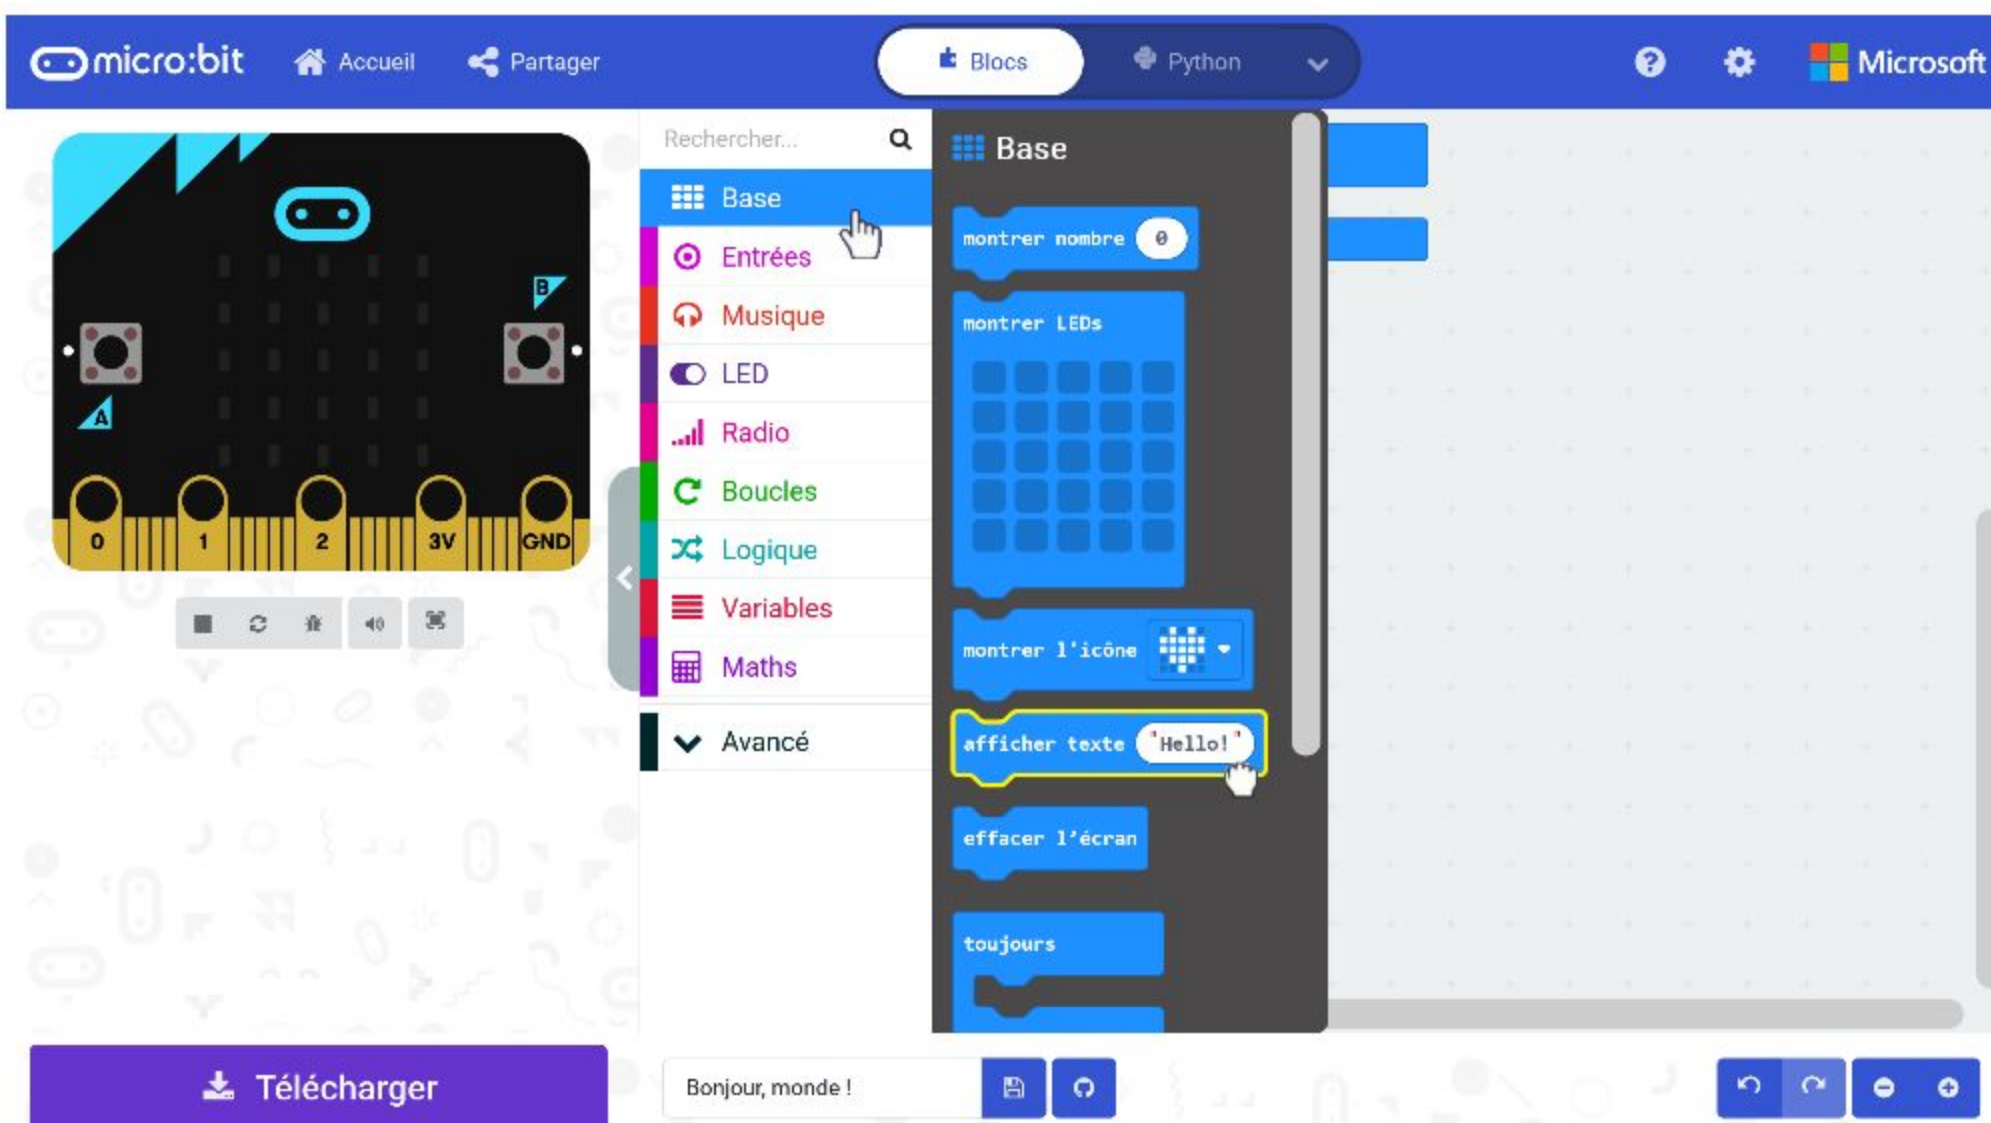 micro:bit Accueil Partager Blocs Python Microsoft
B
A
0 1 2 3V GND
Télécharger
Rechercher...
Base
Entrées
Musique
LED
Radio
Boucles
Logique
Variables
Maths
Avancé
Base
montrer nombre 0
montrer LEDs
montrer l'icône
afficher texte "Hello!"
effacer l'écran
toujours
Bonjour, monde !